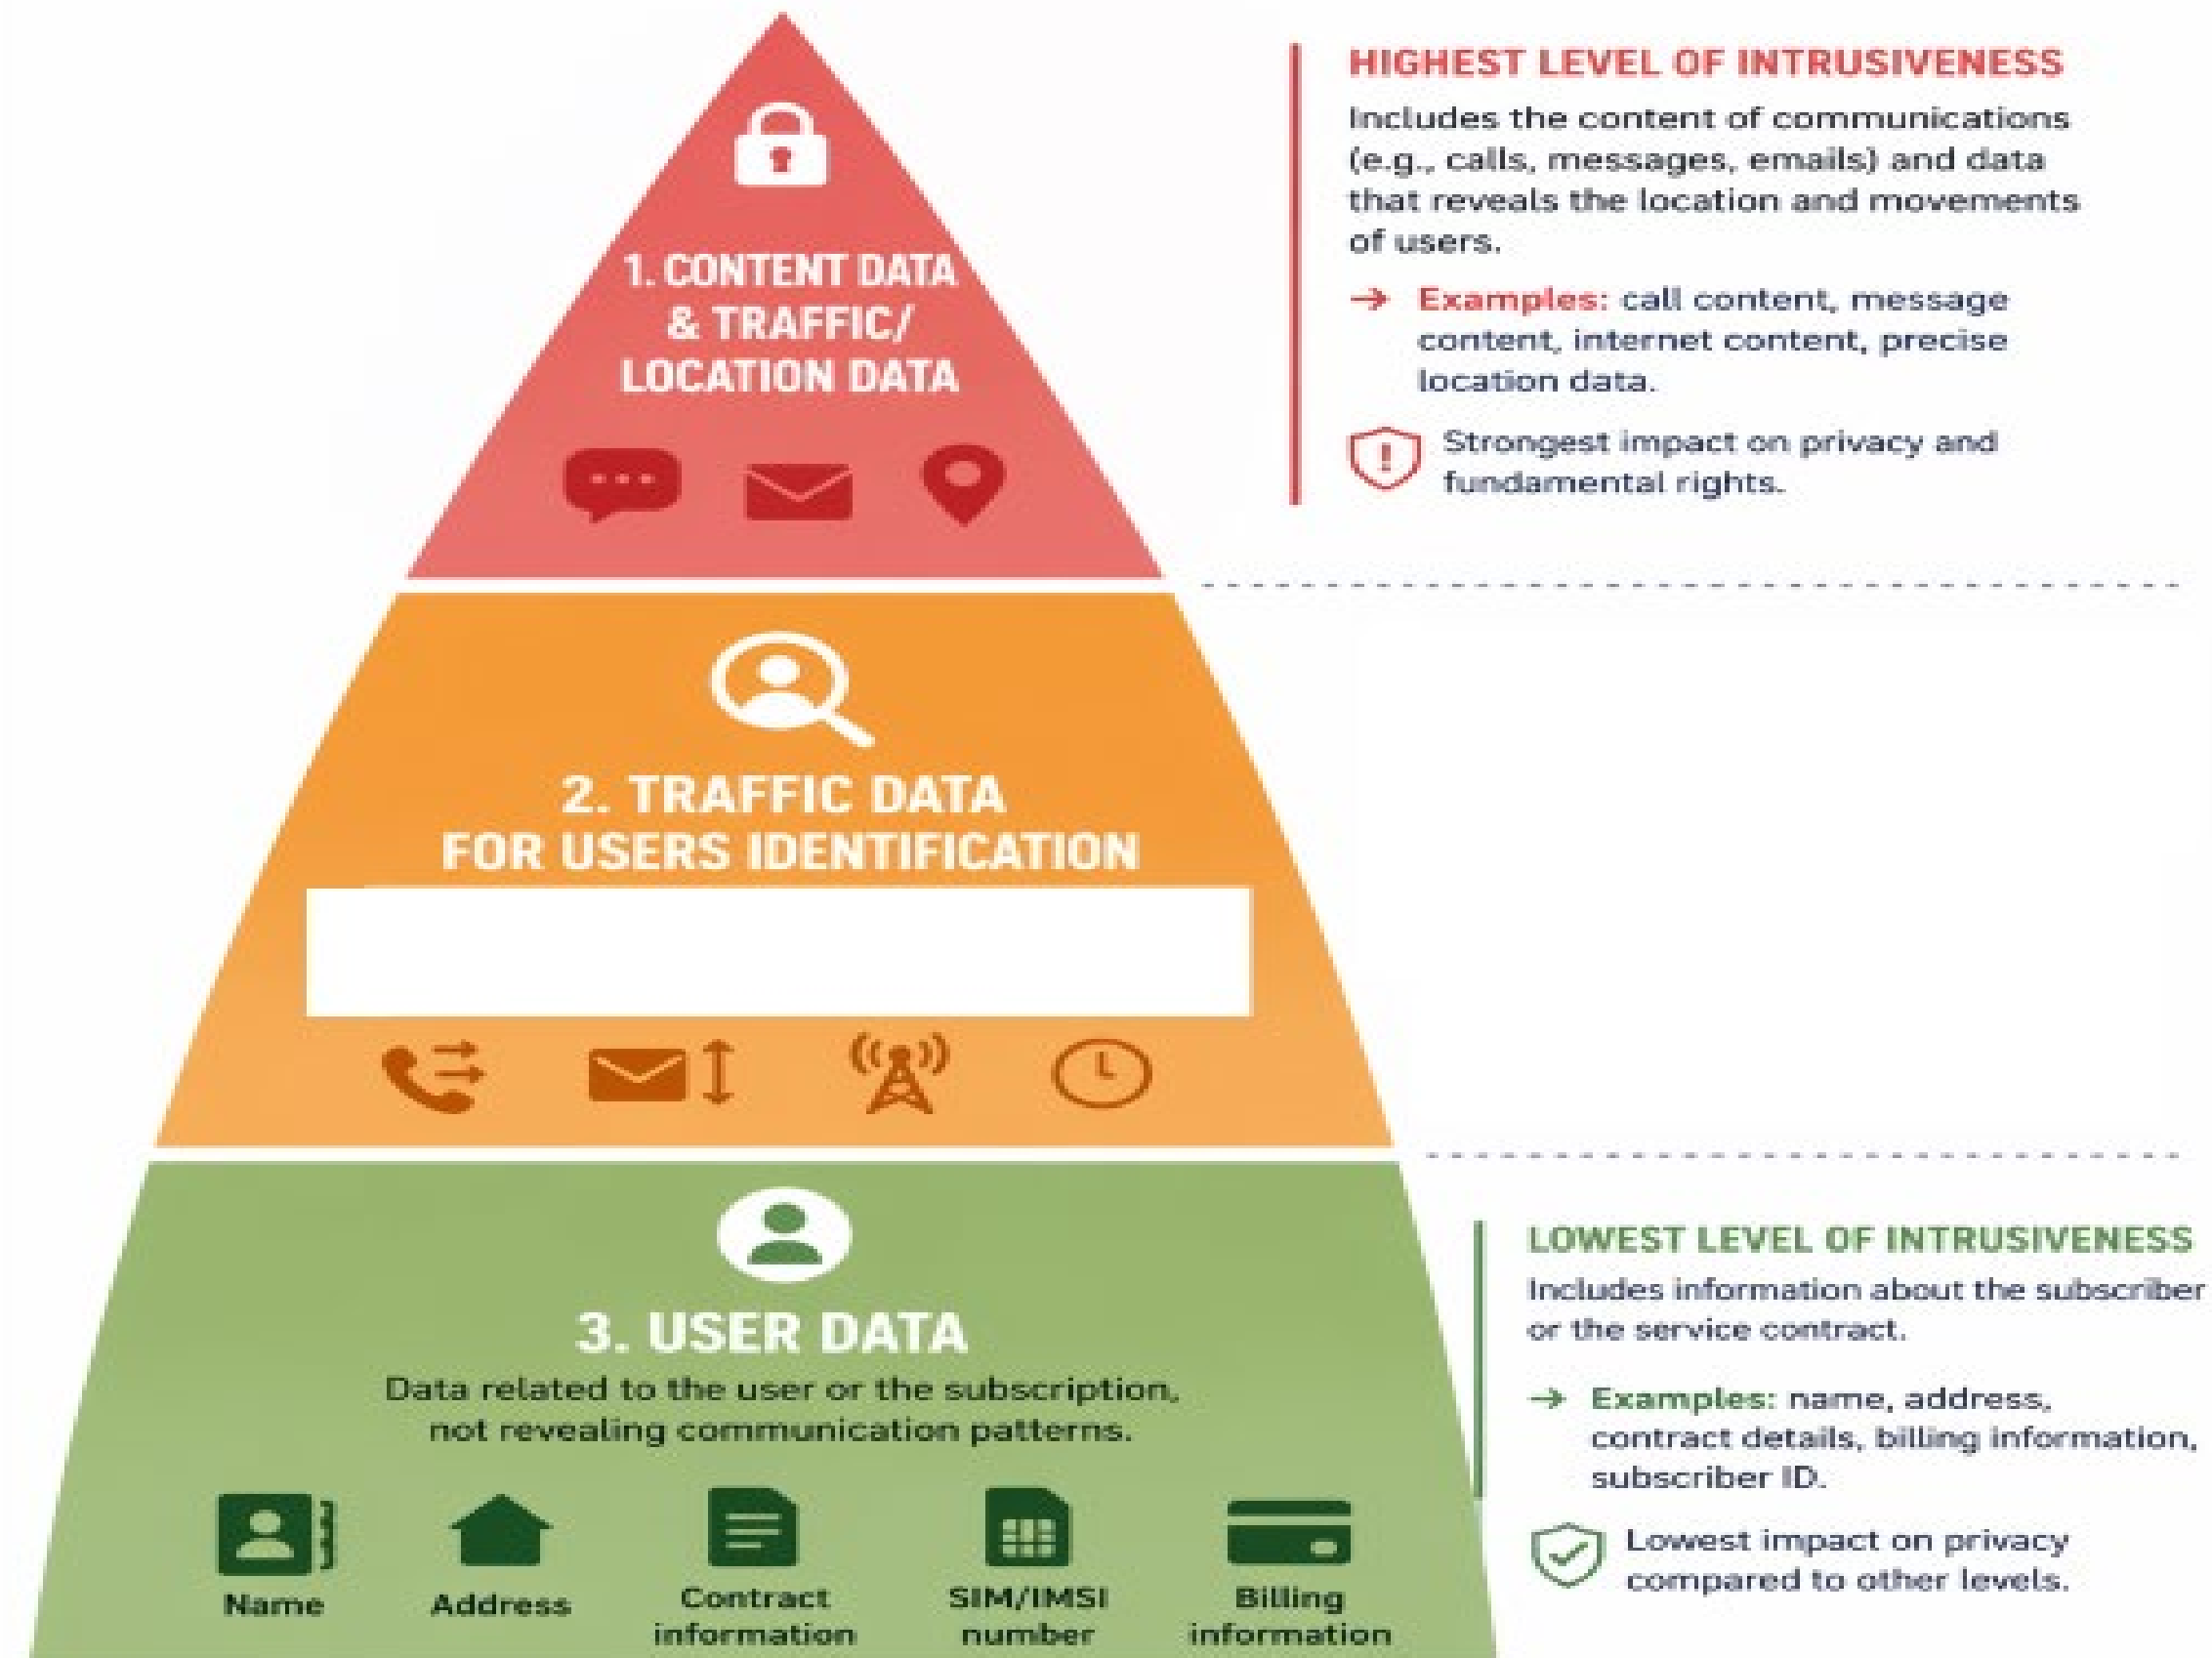 1. CONTENT DATA
& TRAFFIC/
LOCATION DATA
HIGHEST LEVEL OF INTRUSIVENESS
Includes the content of communications
(e.g., calls, messages, emails) and data
that reveals the location and movements
of users.
→ Examples: call content, message
content, internet content, precise
location data.
Strongest impact on privacy and
fundamental rights.
2. TRAFFIC DATA
FOR USERS IDENTIFICATION
3. USER DATA
Data related to the user or the subscription,
not revealing communication patterns.
Name
Address
Contract
information
SIM/IMSI
number
Billing
information
LOWEST LEVEL OF INTRUSIVENESS
Includes information about the subscriber
or the service contract.
→ Examples: name, address,
contract details, billing information,
subscriber ID.
Lowest impact on privacy
compared to other levels.